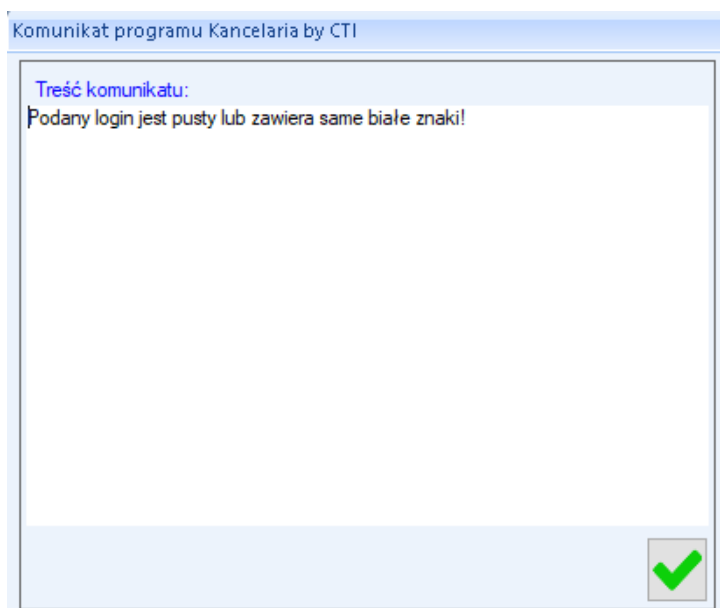 Komunikat programu Kancelaria by CTI
Treść komunikatu:
Podany login jest pusty lub zawiera same białe znaki!